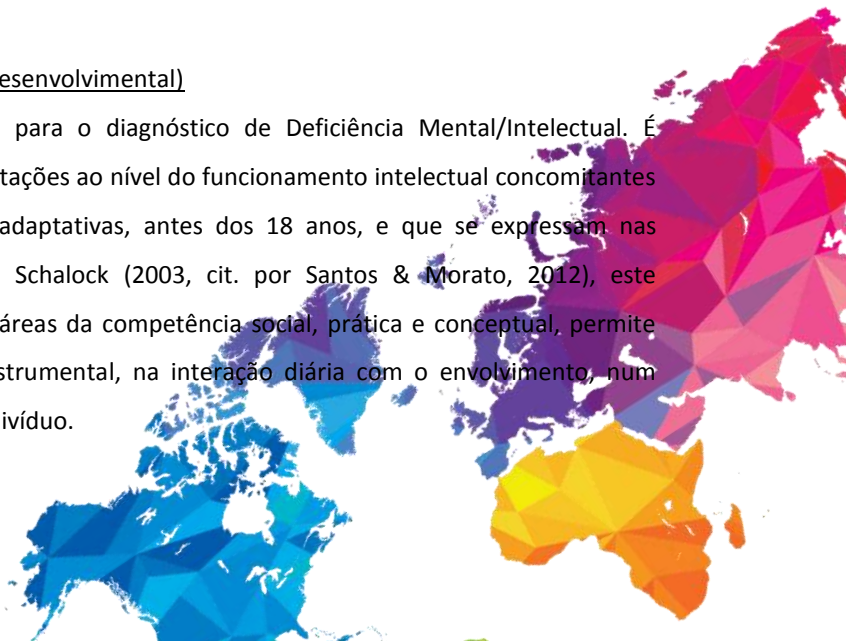 esenvolvimental)
para o diagnóstico de Deficiência Mental/Intelectual. É
tações ao nível do funcionamento intelectual concomitantes
adaptativas, antes dos 18 anos, e que se expressam nas
Schalock (2003, cit. por Santos & Morato, 2012), este
áreas da competência social, prática e conceptual, permite
strumental, na interação diária com o envolvimento, num
ivíduo.